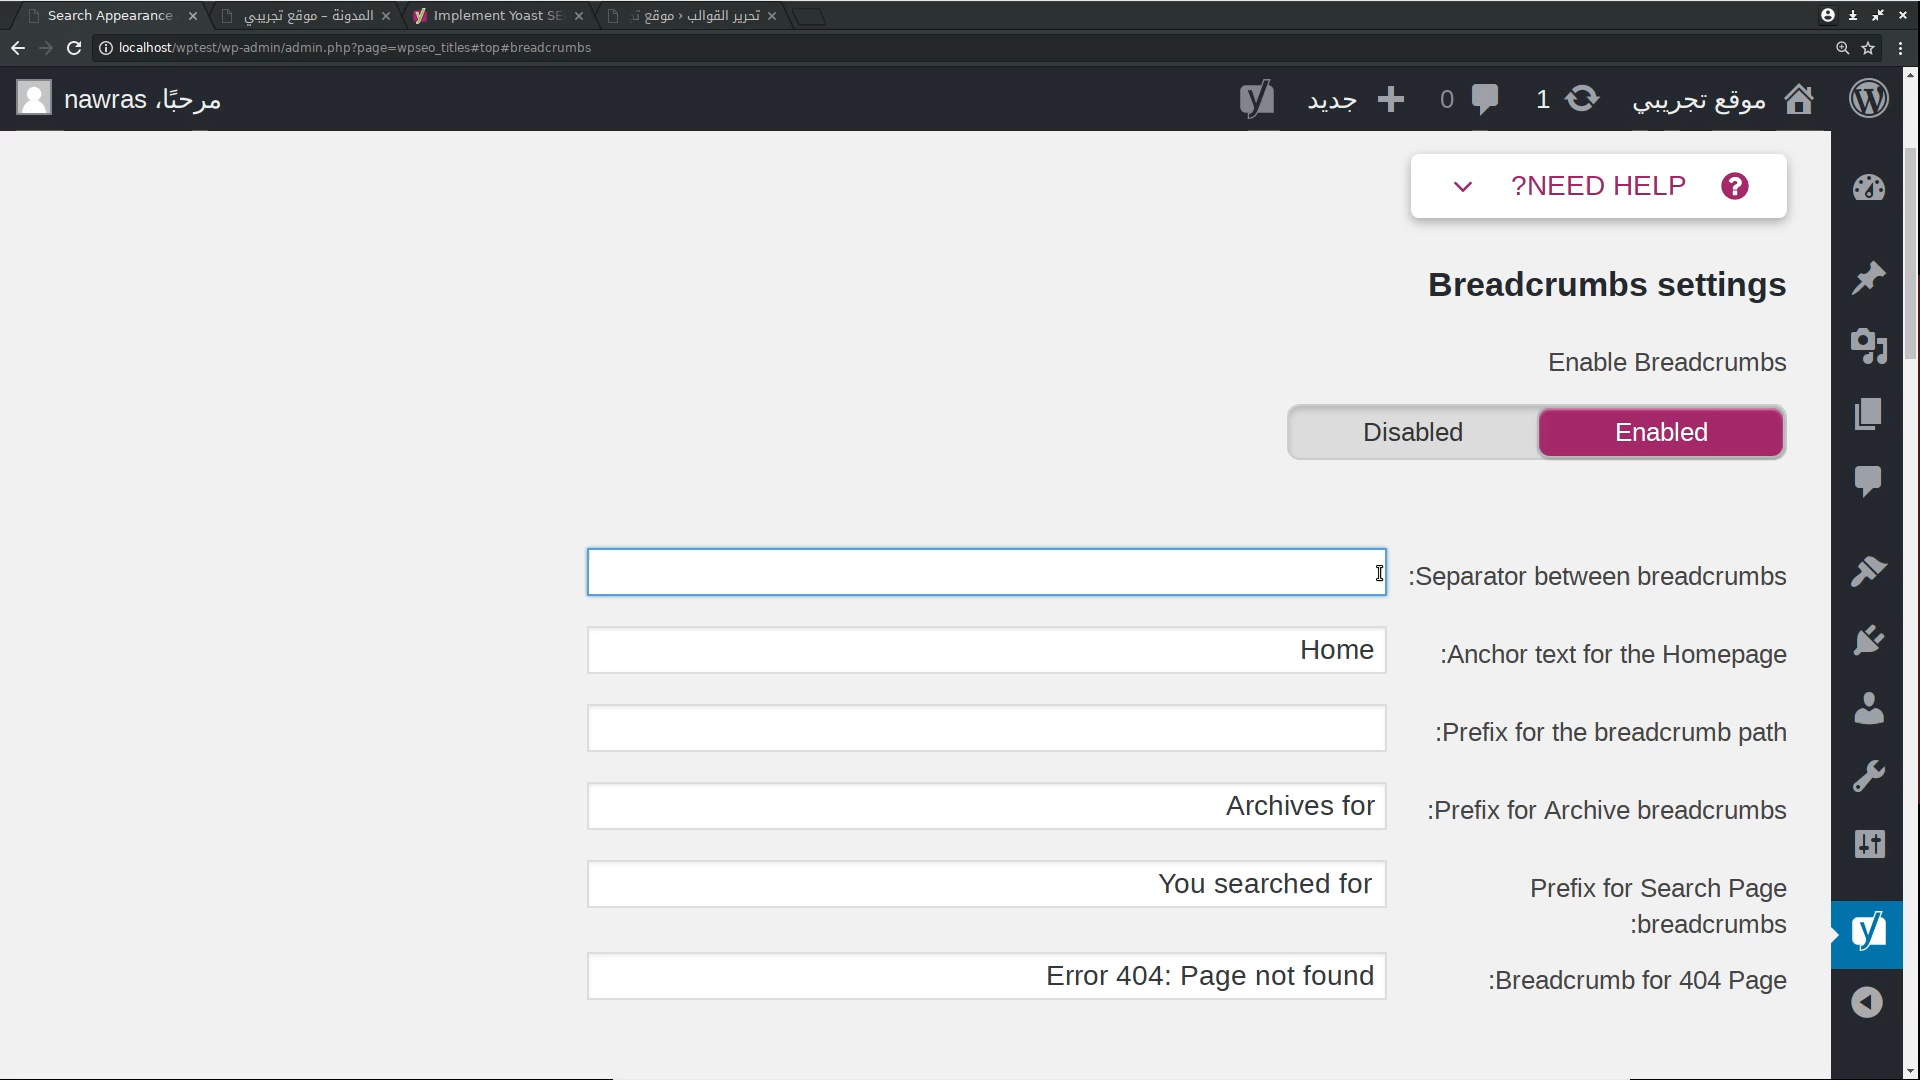 Search Appearance
المدونة – موقع تجريبي
Implement Yoast SE
تحرير القوالب ‹ موقع تج
localhost/wptest/wp-admin/admin.php?page=wpseo_titles#top#breadcrumbs
موقع تجريبي
1
0
جديد
مرحبًا، nawras
?NEED HELP
Breadcrumbs settings
Enable Breadcrumbs
Disabled
Enabled
:Separator between breadcrumbs
:Anchor text for the Homepage
Home
:Prefix for the breadcrumb path
:Prefix for Archive breadcrumbs
Archives for
Prefix for Search Page
:breadcrumbs
You searched for
:Breadcrumb for 404 Page
Error 404: Page not found